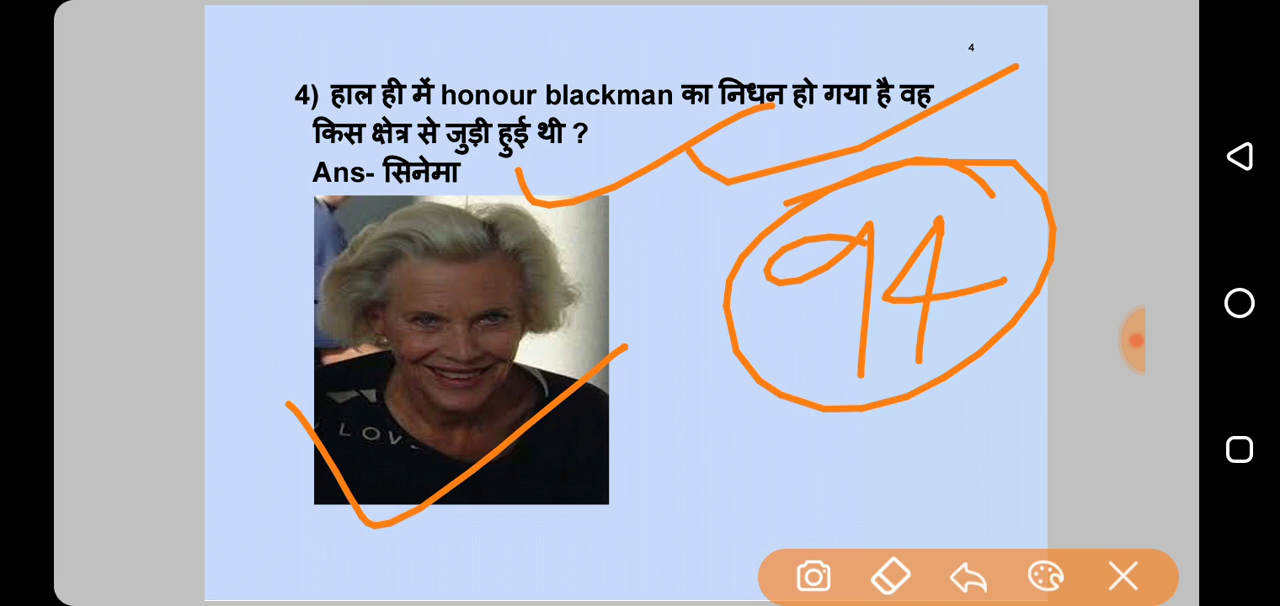 4
4) हाल ही में honour blackman का निधन हो गया है वह
किस क्षेत्र से जुड़ी हुई थी ?
Ans- सिनेमा
94
LOV